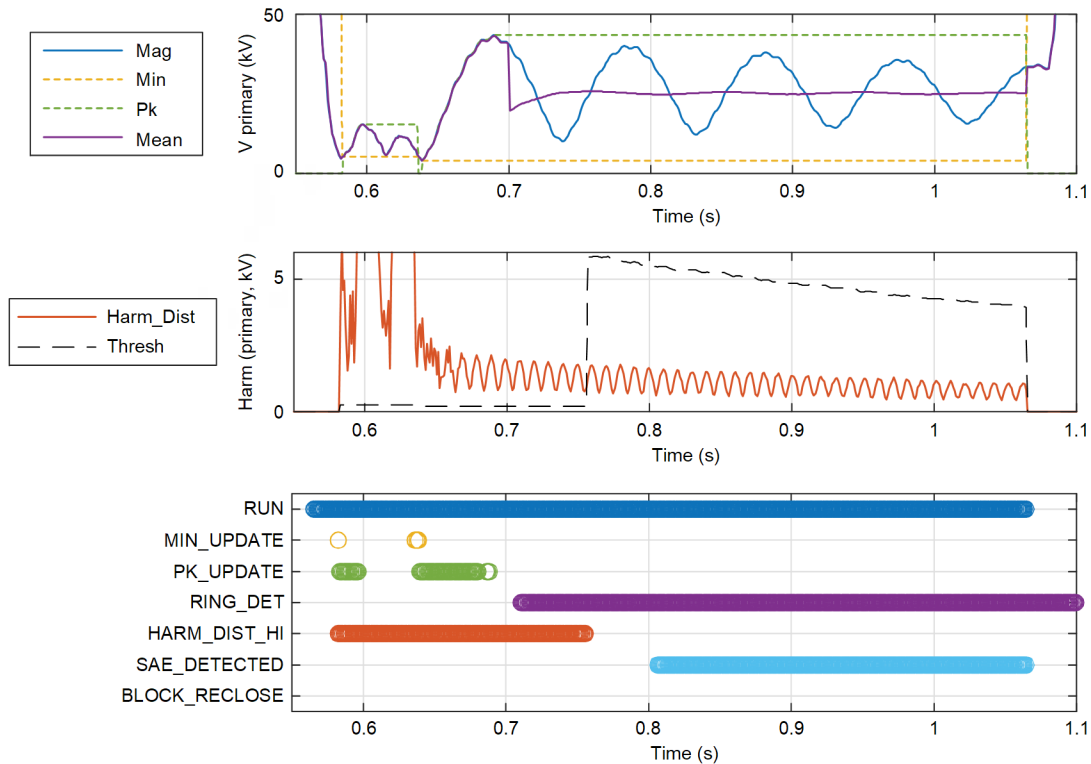 Mag
Min
Pk
Mean
V primary (kV)
50
0
0.6 0.7 0.8 0.9 1 1.1
Time (s)
Harm_Dist
Thresh
Harm (primary, kV)
5
0
0.6 0.7 0.8 0.9 1 1.1
Time (s)
RUN
MIN_UPDATE
PK_UPDATE
RING_DET
HARM_DIST_HI
SAE_DETECTED
BLOCK_RECLOSE
0.6 0.7 0.8 0.9 1 1.1
Time (s)